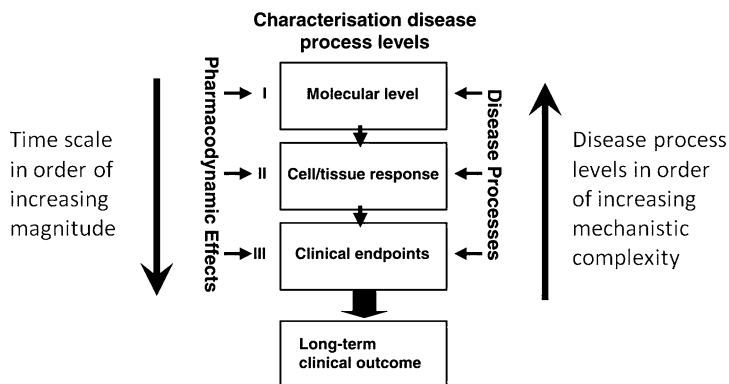 Characterisation disease
process levels
Time scale
in order of
increasing
magnitude
Pharmacodynamic Effects
I
Molecular level
II
Cell/tissue response
III
Clinical endpoints
Long-term
clinical outcome
Disease Processes
Disease process
levels in order
of increasing
mechanistic
complexity